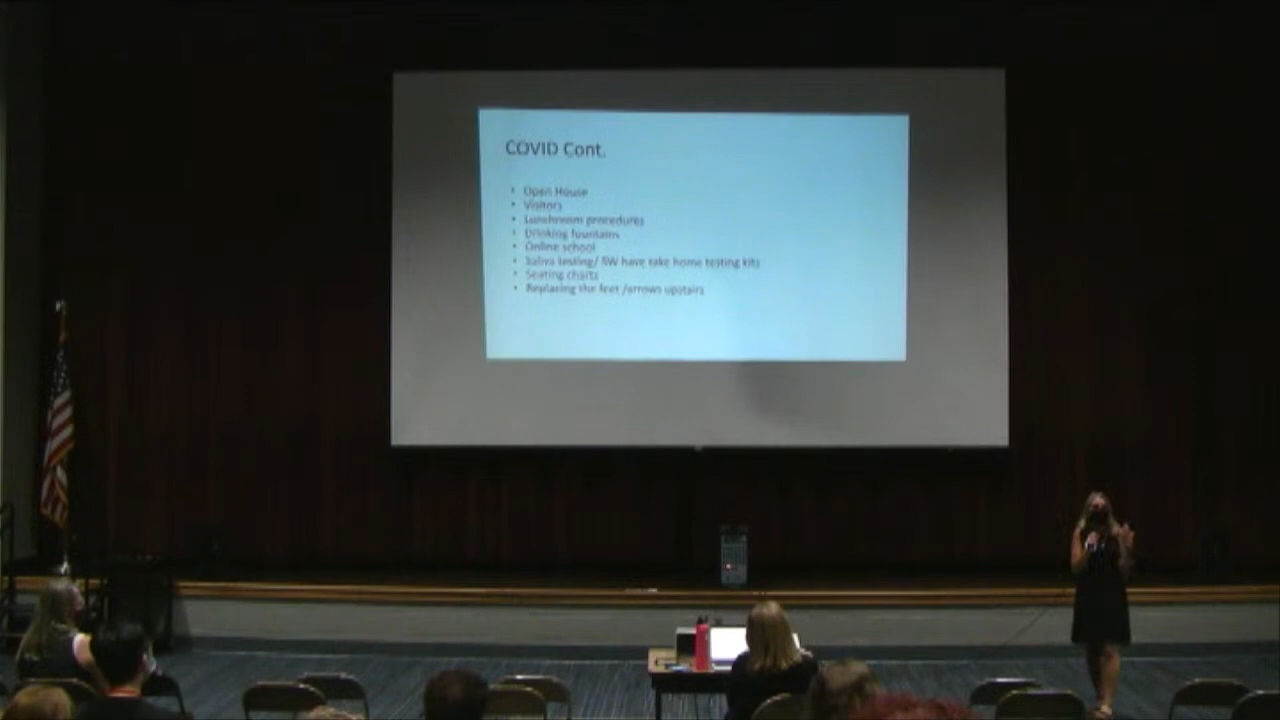 COVID Cont.
• Open House
• Visitors
• Lunchroom procedures
• Drinking fountains
• Online school
• Saliva testing/ BW have take home testing kits
• Seating charts
• Replacing the feet /arrows upstairs